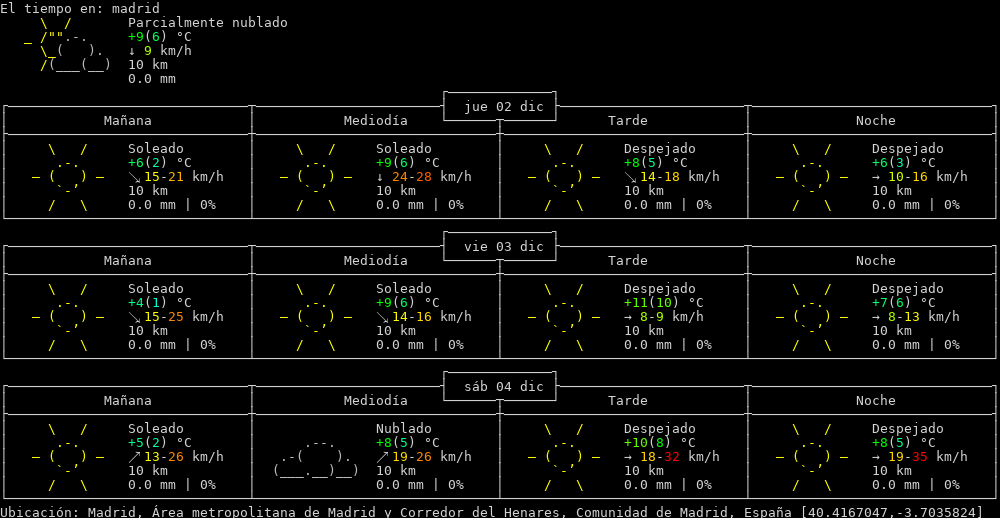 El tiempo en: madrid
Parcialmente nublado
+9(6) °C
↓ 9 km/h
10 km
0.0 mm
jue 02 dic
Mañana Mediodía Tarde Noche
Soleado Soleado Despejado Despejado
+6(2) °C +9(6) °C +8(5) °C +6(3) °C
↘ 15-21 km/h ↓ 24-28 km/h ↘ 14-18 km/h → 10-16 km/h
10 km 10 km 10 km 10 km
0.0 mm | 0% 0.0 mm | 0% 0.0 mm | 0% 0.0 mm | 0%
vie 03 dic
Mañana Mediodía Tarde Noche
Soleado Soleado Despejado Despejado
+4(1) °C +9(6) °C +11(10) °C +7(6) °C
↘ 15-25 km/h ↘ 14-16 km/h → 8-9 km/h → 8-13 km/h
10 km 10 km 10 km 10 km
0.0 mm | 0% 0.0 mm | 0% 0.0 mm | 0% 0.0 mm | 0%
sáb 04 dic
Mañana Mediodía Tarde Noche
Soleado Nublado Despejado Despejado
+5(2) °C +8(5) °C +10(8) °C +8(5) °C
↗ 13-26 km/h ↗ 19-26 km/h → 18-32 km/h → 19-35 km/h
10 km 10 km 10 km 10 km
0.0 mm | 0% 0.0 mm | 0% 0.0 mm | 0% 0.0 mm | 0%
Ubicación: Madrid, Área metropolitana de Madrid y Corredor del Henares, Comunidad de Madrid, España [40.4167047,-3.7035824]